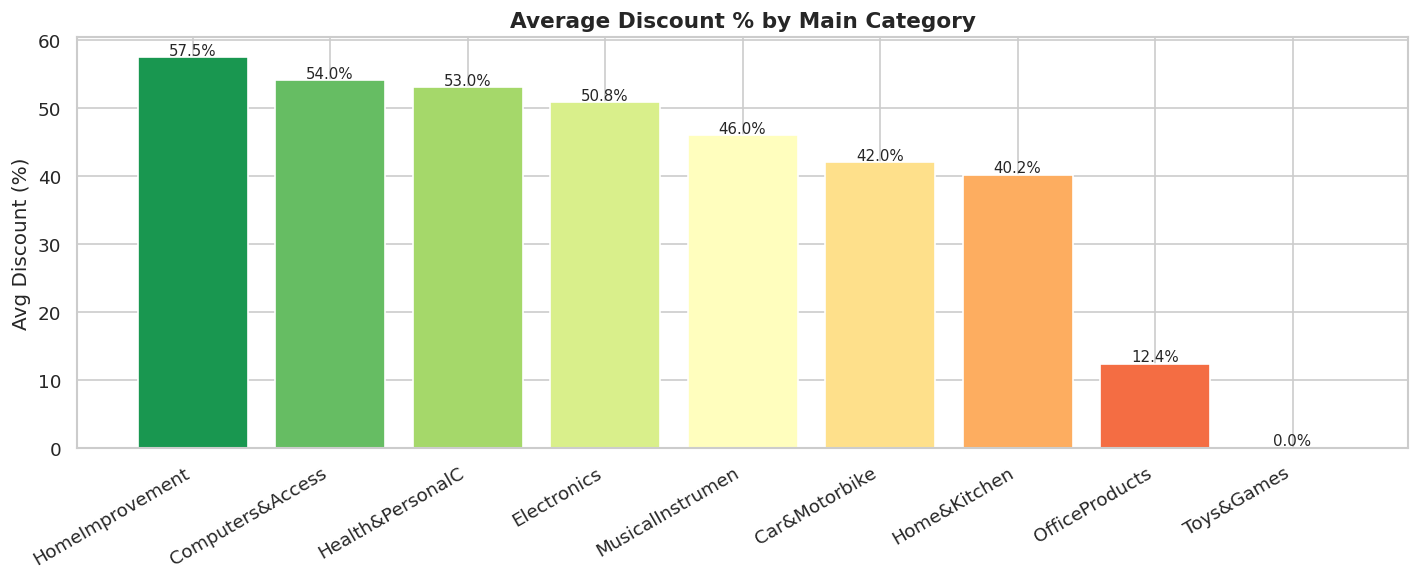 Average Discount % by Main Category
Avg Discount (%)
60
50
40
30
20
10
0
57.5%
54.0%
53.0%
50.8%
46.0%
42.0%
40.2%
12.4%
0.0%
HomeImprovement
Computers&Access
Health&PersonalC
Electronics
MusicalInstrumen
Car&Motorbike
Home&Kitchen
OfficeProducts
Toys&Games